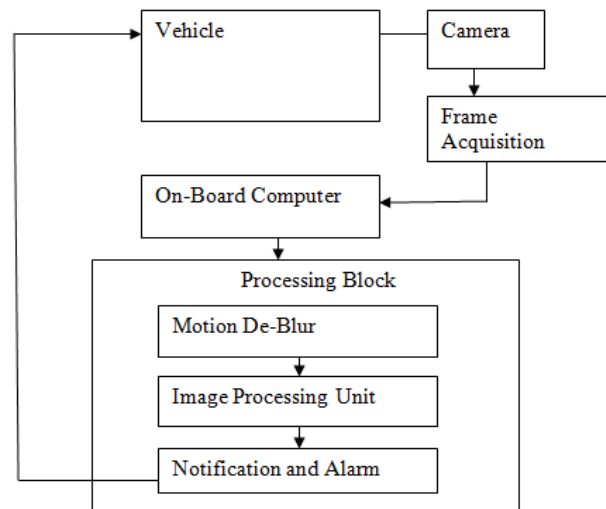 Vehicle
Camera
Frame
Acquisition
On-Board Computer
Processing Block
Motion De-Blur
Image Processing Unit
Notification and Alarm